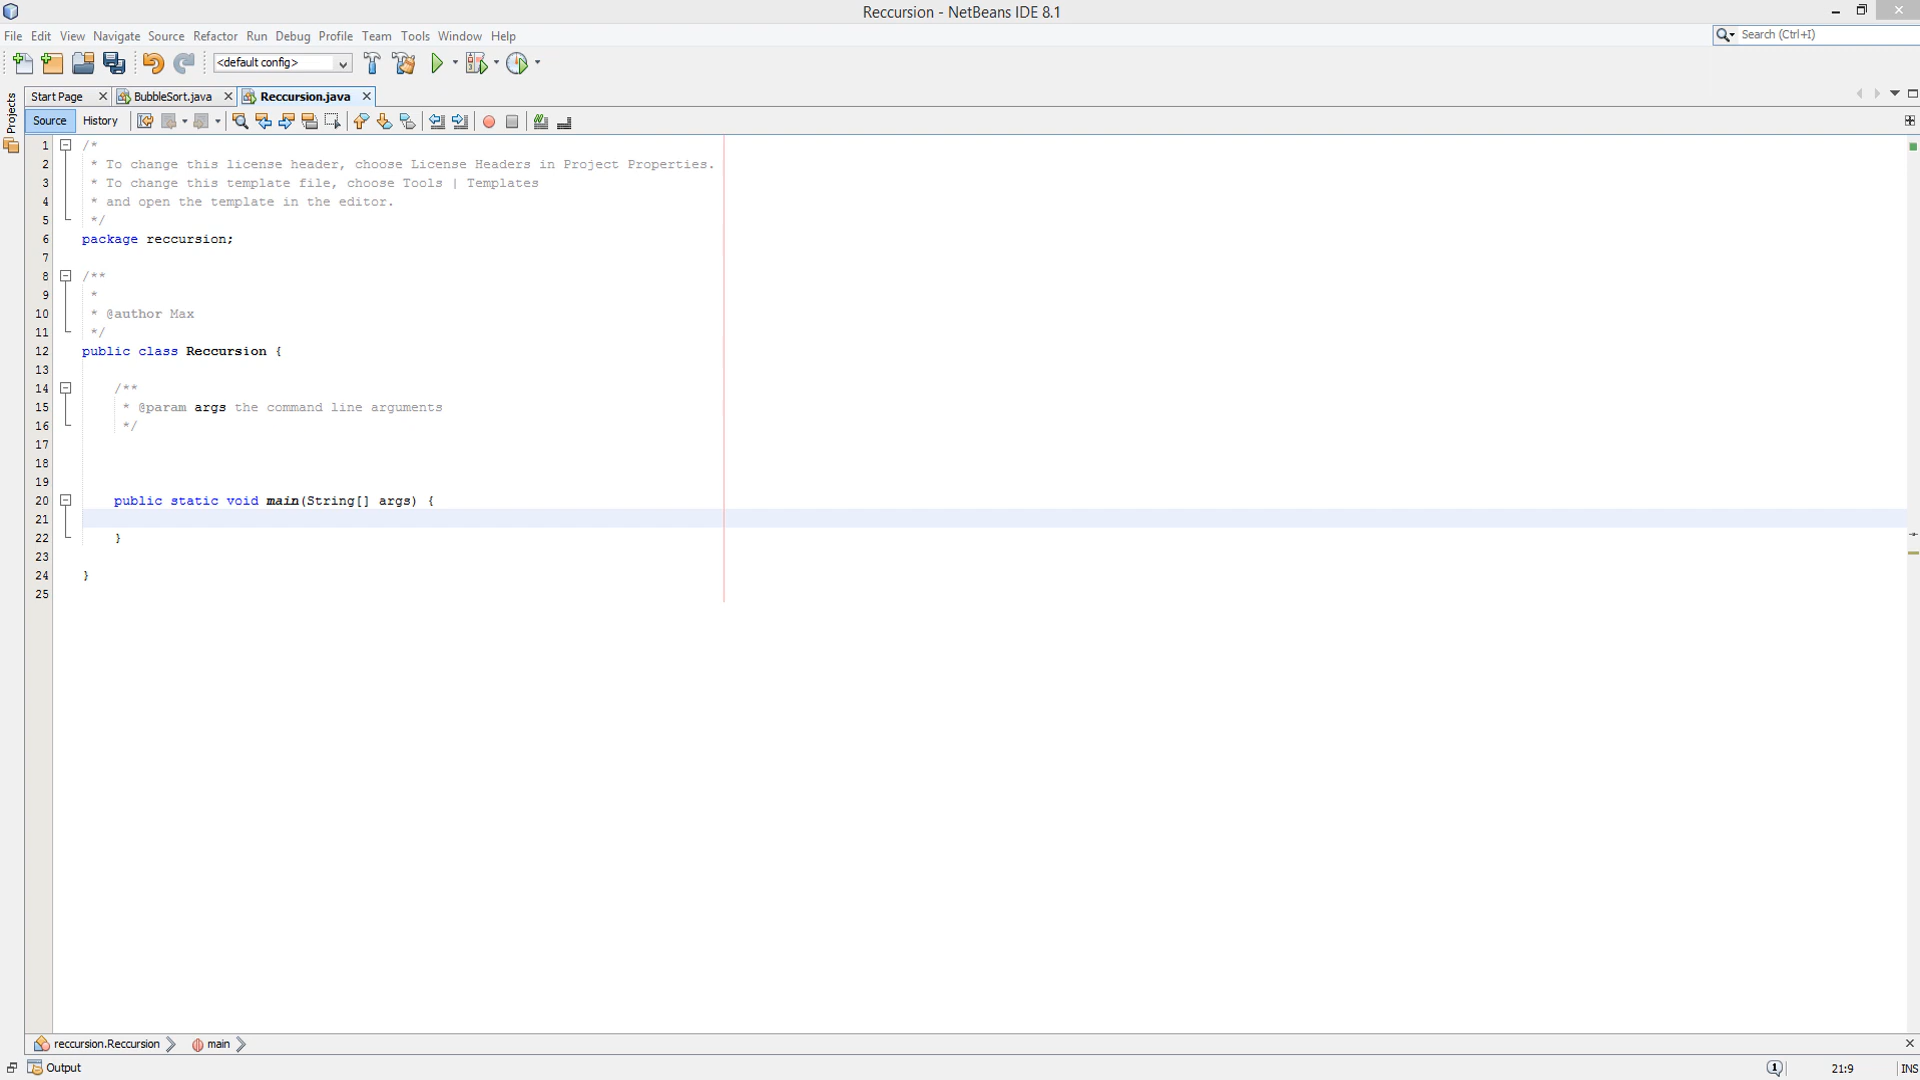 Reccursion - NetBeans IDE 8.1
File Edit View Navigate Source Refactor Run Debug Profile Team Tools Window Help
Search (Ctrl+I)
<default config>
Projects
Start Page BubbleSort.java Reccursion.java
Source History
1 /*
2 * To change this license header, choose License Headers in Project Properties.
3 * To change this template file, choose Tools | Templates
4 * and open the template in the editor.
5 */
6 package reccursion;
7
8 /**
9 *
10 * @author Max
11 */
12 public class Reccursion {
13
14 /**
15 * @param args the command line arguments
16 */
17
18
19
20 public static void main(String[] args) {
21
22 }
23
24 }
25
reccursion.Reccursion main
Output
1
21:9
INS